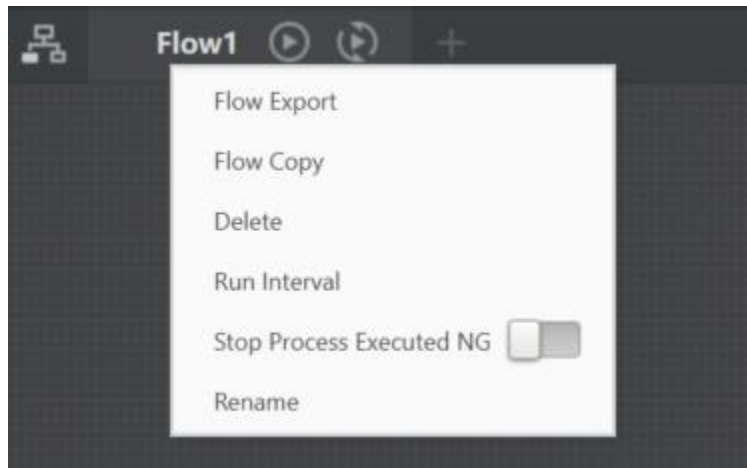 Flow1
Flow Export
Flow Copy
Delete
Run Interval
Stop Process Executed NG
Rename